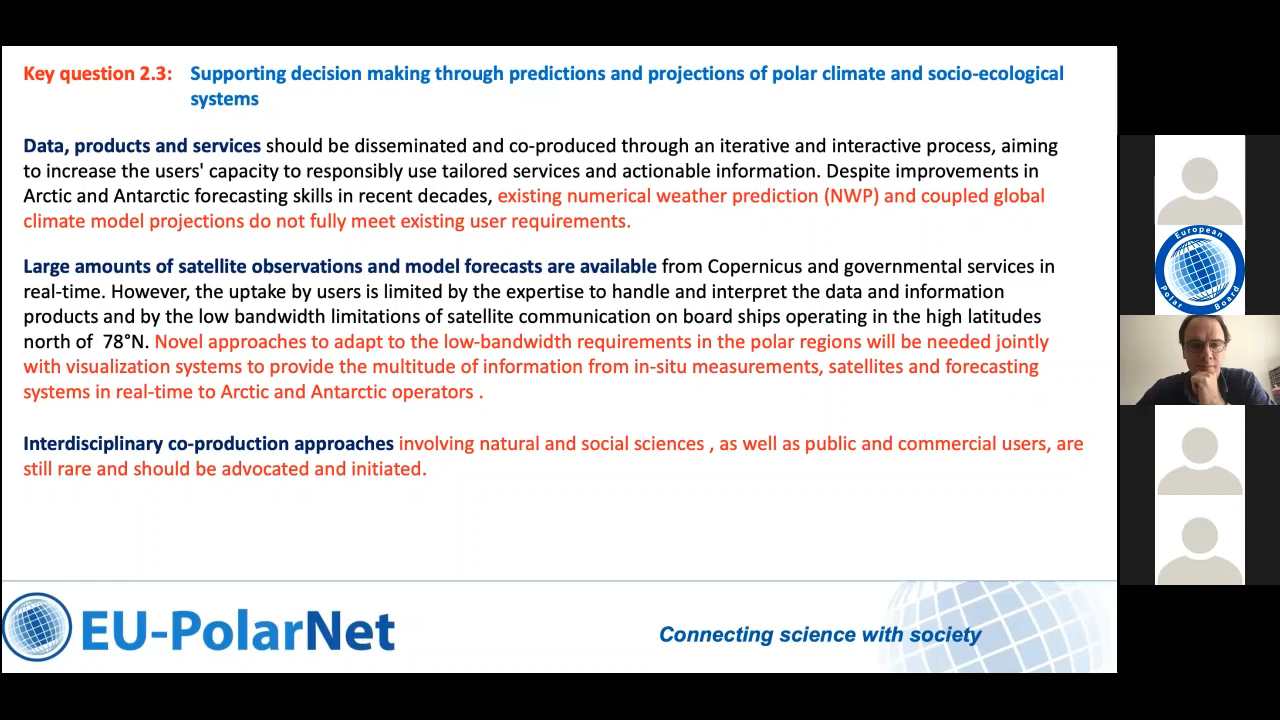 Key question 2.3: Supporting decision making through predictions and projections of polar climate and socio-ecological
systems
Data, products and services should be disseminated and co-produced through an iterative and interactive process, aiming
to increase the users' capacity to responsibly use tailored services and actionable information. Despite improvements in
Arctic and Antarctic forecasting skills in recent decades, existing numerical weather prediction (NWP) and coupled global
climate model projections do not fully meet existing user requirements.
Large amounts of satellite observations and model forecasts are available from Copernicus and governmental services in
real-time. However, the uptake by users is limited by the expertise to handle and interpret the data and information
products and by the low bandwidth limitations of satellite communication on board ships operating in the high latitudes
north of 78°N. Novel approaches to adapt to the low-bandwidth requirements in the polar regions will be needed jointly
with visualization systems to provide the multitude of information from in-situ measurements, satellites and forecasting
systems in real-time to Arctic and Antarctic operators .
Interdisciplinary co-production approaches involving natural and social sciences , as well as public and commercial users, are
still rare and should be advocated and initiated.
EU-PolarNet
Connecting science with society
European
Polar Board